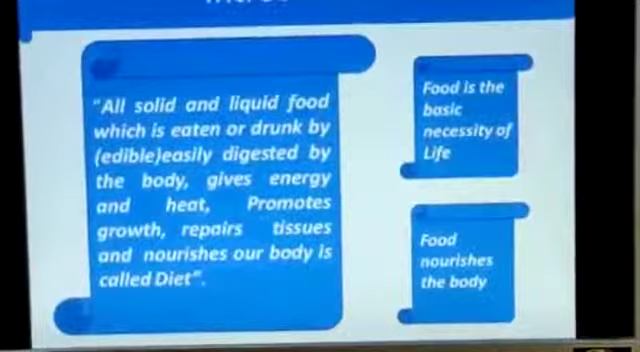 "All solid and liquid food
which is eaten or drunk by
(edible)easily digested by
the body, gives energy
and heat, Promotes
growth, repairs tissues
and nourishes our body is
called Diet".
Food is the
basic
necessity of
Life
Food
nourishes
the body